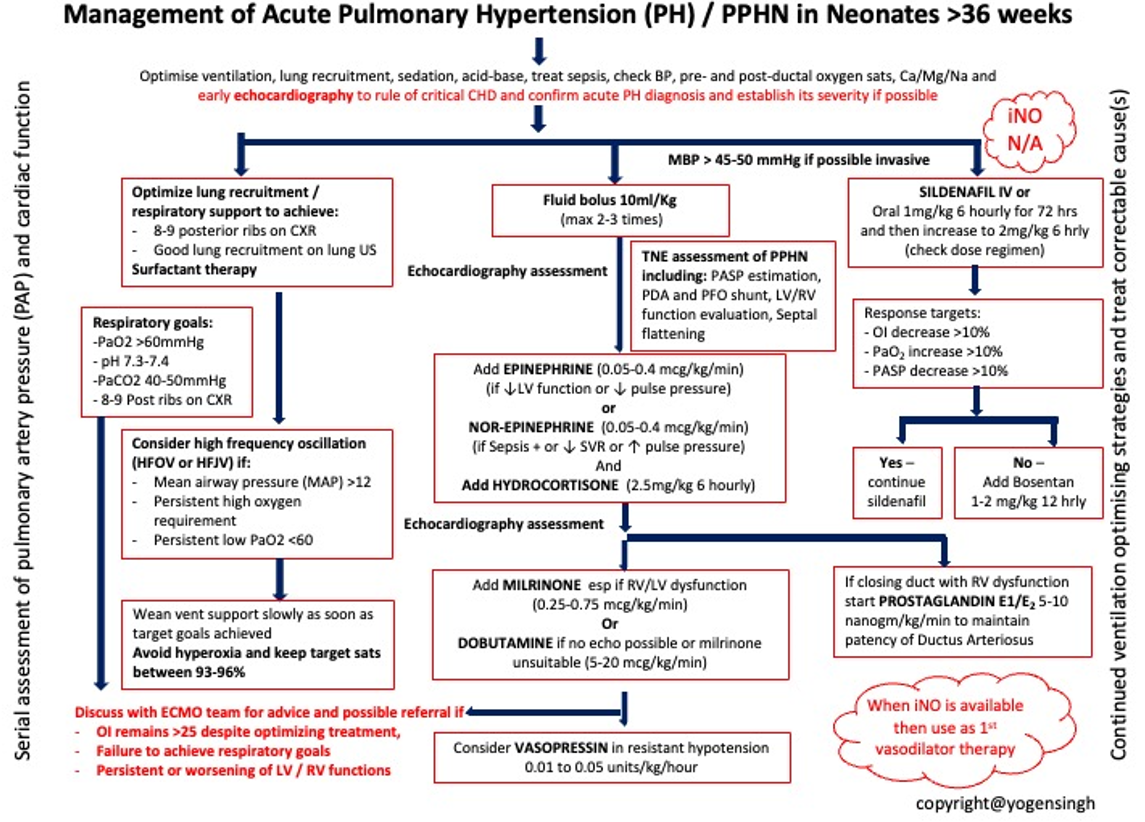 Management of Acute Pulmonary Hypertension (PH) / PPHN in Neonates >36 weeks
Optimise ventilation, lung recruitment, sedation, acid-base, treat sepsis, check BP, pre- and post-ductal oxygen sats, Ca/Mg/Na and
early echocardiography to rule of critical CHD and confirm acute PH diagnosis and establish its severity if possible
iNO
N/A
MBP > 45-50 mmHg if possible invasive
Optimize lung recruitment /
respiratory support to achieve:
- 8-9 posterior ribs on CXR
- Good lung recruitment on lung US
Surfactant therapy
Respiratory goals:
-PaO2 >60mmHg
- pH 7.3-7.4
-PaCO2 40-50mmHg
- 8-9 Post ribs on CXR
Consider high frequency oscillation
(HFOV or HFJV) if:
- Mean airway pressure (MAP) >12
- Persistent high oxygen
requirement
- Persistent low PaO2 <60
Wean vent support slowly as soon as
target goals achieved
Avoid hyperoxia and keep target sats
between 93-96%
Discuss with ECMO team for advice and possible referral if
- OI remains >25 despite optimizing treatment,
- Failure to achieve respiratory goals
- Persistent or worsening of LV / RV functions
Fluid bolus 10ml/Kg
(max 2-3 times)
Echocardiography assessment
TNE assessment of PPHN
including: PASP estimation,
PDA and PFO shunt, LV/RV
function evaluation, Septal
flattening
Add EPINEPHRINE (0.05-0.4 mcg/kg/min)
(if ↓LV function or ↓ pulse pressure)
or
NOR-EPINEPHRINE (0.05-0.4 mcg/kg/min)
(if Sepsis + or ↓ SVR or ↑ pulse pressure)
And
Add HYDROCORTISONE (2.5mg/kg 6 hourly)
Echocardiography assessment
Add MILRINONE esp if RV/LV dysfunction
(0.25-0.75 mcg/kg/min)
Or
DOBUTAMINE if no echo possible or milrinone
unsuitable (5-20 mcg/kg/min)
Consider VASOPRESSIN in resistant hypotension
0.01 to 0.05 units/kg/hour
SILDENAFIL IV or
Oral 1mg/kg 6 hourly for 72 hrs
and then increase to 2mg/kg 6 hrly
(check dose regimen)
Response targets:
- OI decrease >10%
- PaO₂ increase >10%
- PASP decrease >10%
Yes –
continue
sildenafil
No –
Add Bosentan
1-2 mg/kg 12 hrly
If closing duct with RV dysfunction
start PROSTAGLANDIN E1/E₂ 5-10
nanogm/kg/min to maintain
patency of Ductus Arteriosus
When iNO is available
then use as 1st
vasodilator therapy
copyright@yogensingh
Serial assessment of pulmonary artery pressure (PAP) and cardiac function
Continued ventilation optimising strategies and treat correctable cause(s)